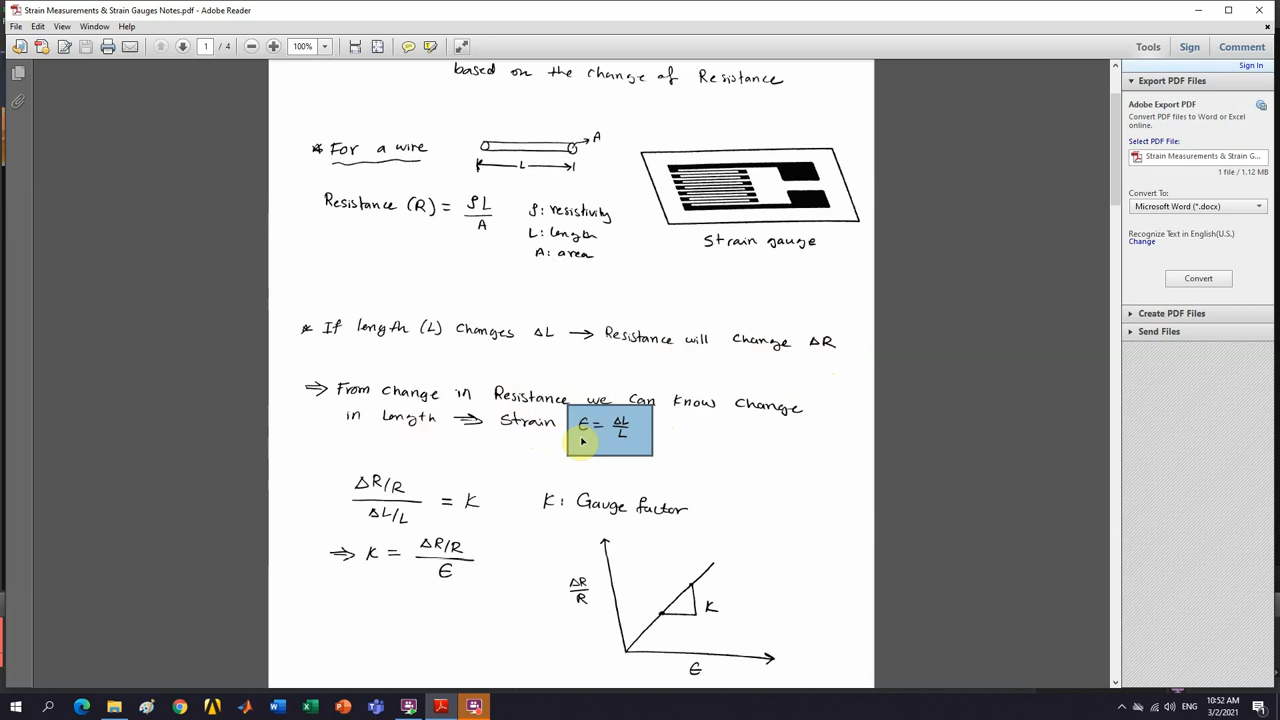 Strain Measurements & Strain Gauges Notes.pdf - Adobe Reader
File Edit View Window Help
1 / 4 100% Tools Sign Comment
Sign In
based on the change of Resistance
Export PDF Files
Adobe Export PDF
Convert PDF files to Word or Excel online.
Select PDF File:
Strain Measurements & Strain G...
1 file / 1.12 MB
Convert To:
Microsoft Word (*.docx)
Recognize Text in English(U.S.)
Change
Convert
Create PDF Files
Send Files
* For a wire
A
L
Resistance (R) = ρL/A
ρ: resistivity
L: length
A: area
Strain gauge
* If length (L) changes ΔL → Resistance will change ΔR
⇒ From change in Resistance we can know change
in length ⇒ Strain ϵ = ΔL/L
ΔR/R / ΔL/L = K K: Gauge factor
⇒ K = ΔR/R / ϵ
ΔR/R
K
ϵ
ENG
10:52 AM
3/2/2021